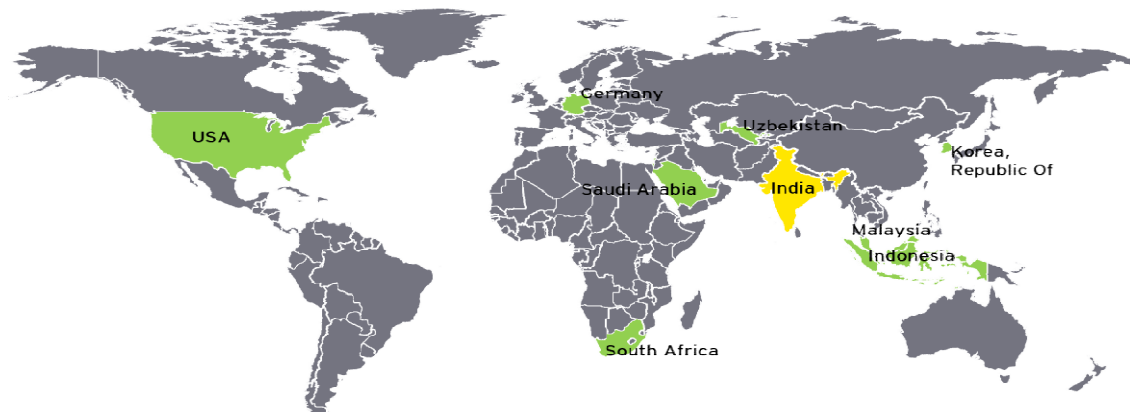 Germany
USA
Uzbekistan
Korea,
Republic Of
Saudi Arabia
India
Malaysia
Indonesia
South Africa